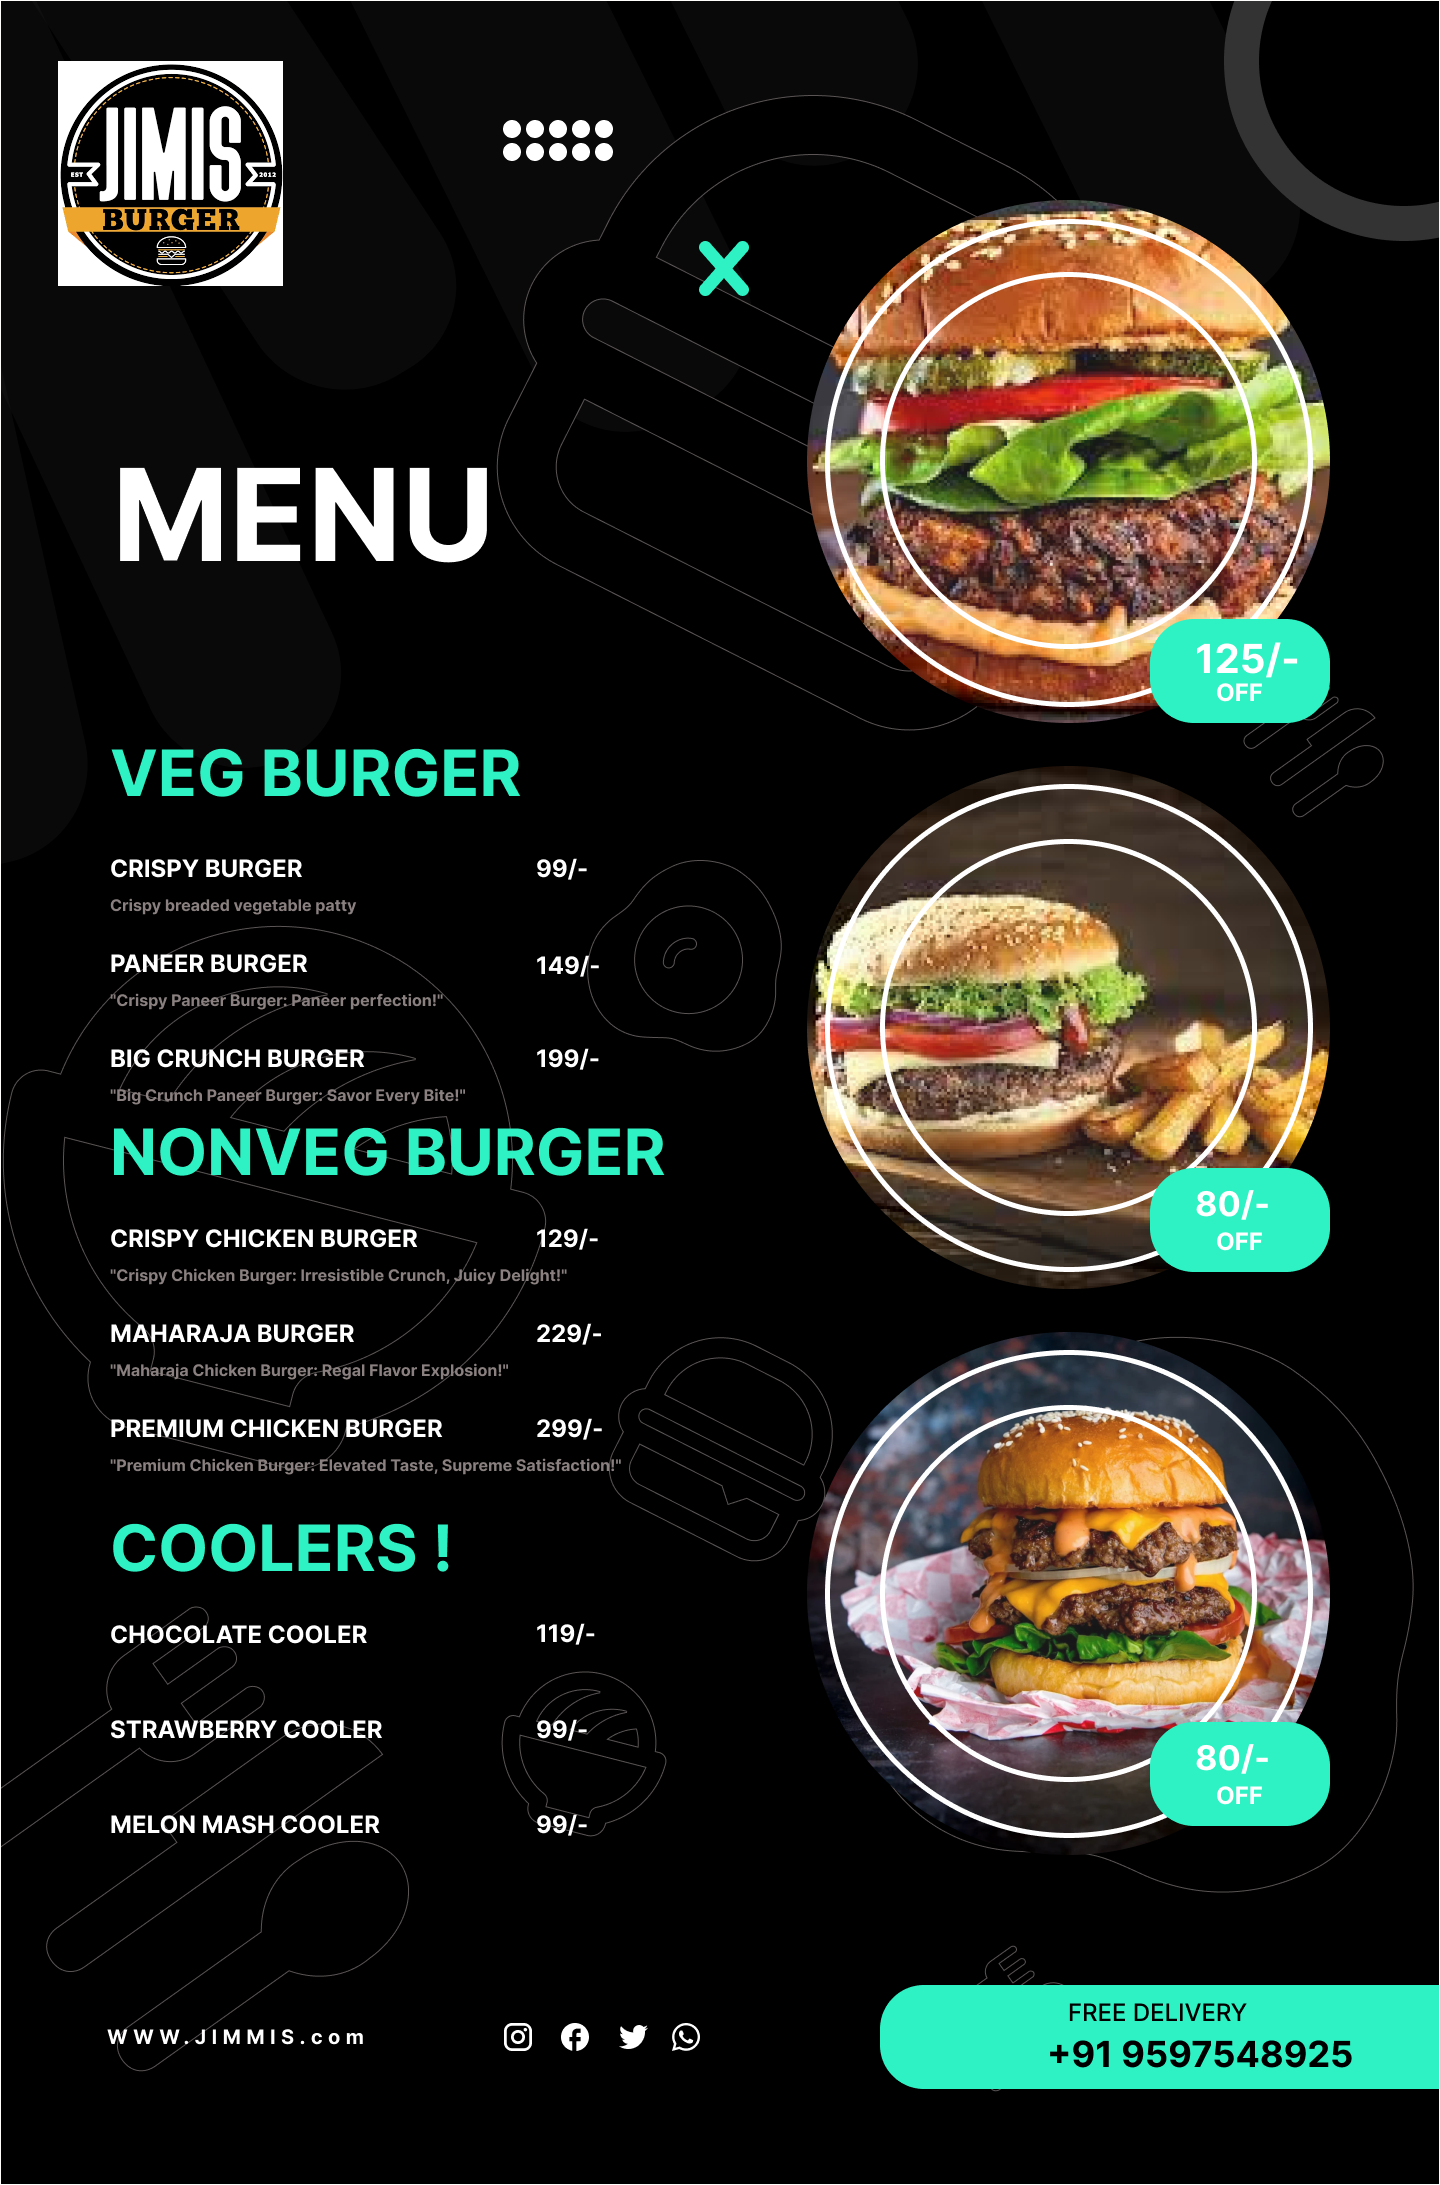 JIMIS
EST 2012
BURGER
MENU
125/-
OFF
VEG BURGER
CRISPY BURGER 99/-
Crispy breaded vegetable patty
PANEER BURGER 149/-
"Crispy Paneer Burger: Paneer perfection!"
BIG CRUNCH BURGER 199/-
"Big Crunch Paneer Burger: Savor Every Bite!"
NONVEG BURGER
80/-
OFF
CRISPY CHICKEN BURGER 129/-
"Crispy Chicken Burger: Irresistible Crunch, Juicy Delight!"
MAHARAJA BURGER 229/-
"Maharaja Chicken Burger: Regal Flavor Explosion!"
PREMIUM CHICKEN BURGER 299/-
"Premium Chicken Burger: Elevated Taste, Supreme Satisfaction!"
COOLERS !
CHOCOLATE COOLER 119/-
STRAWBERRY COOLER 99/-
80/-
OFF
MELON MASH COOLER 99/-
WWW.JIMMIS.com
FREE DELIVERY
+91 9597548925